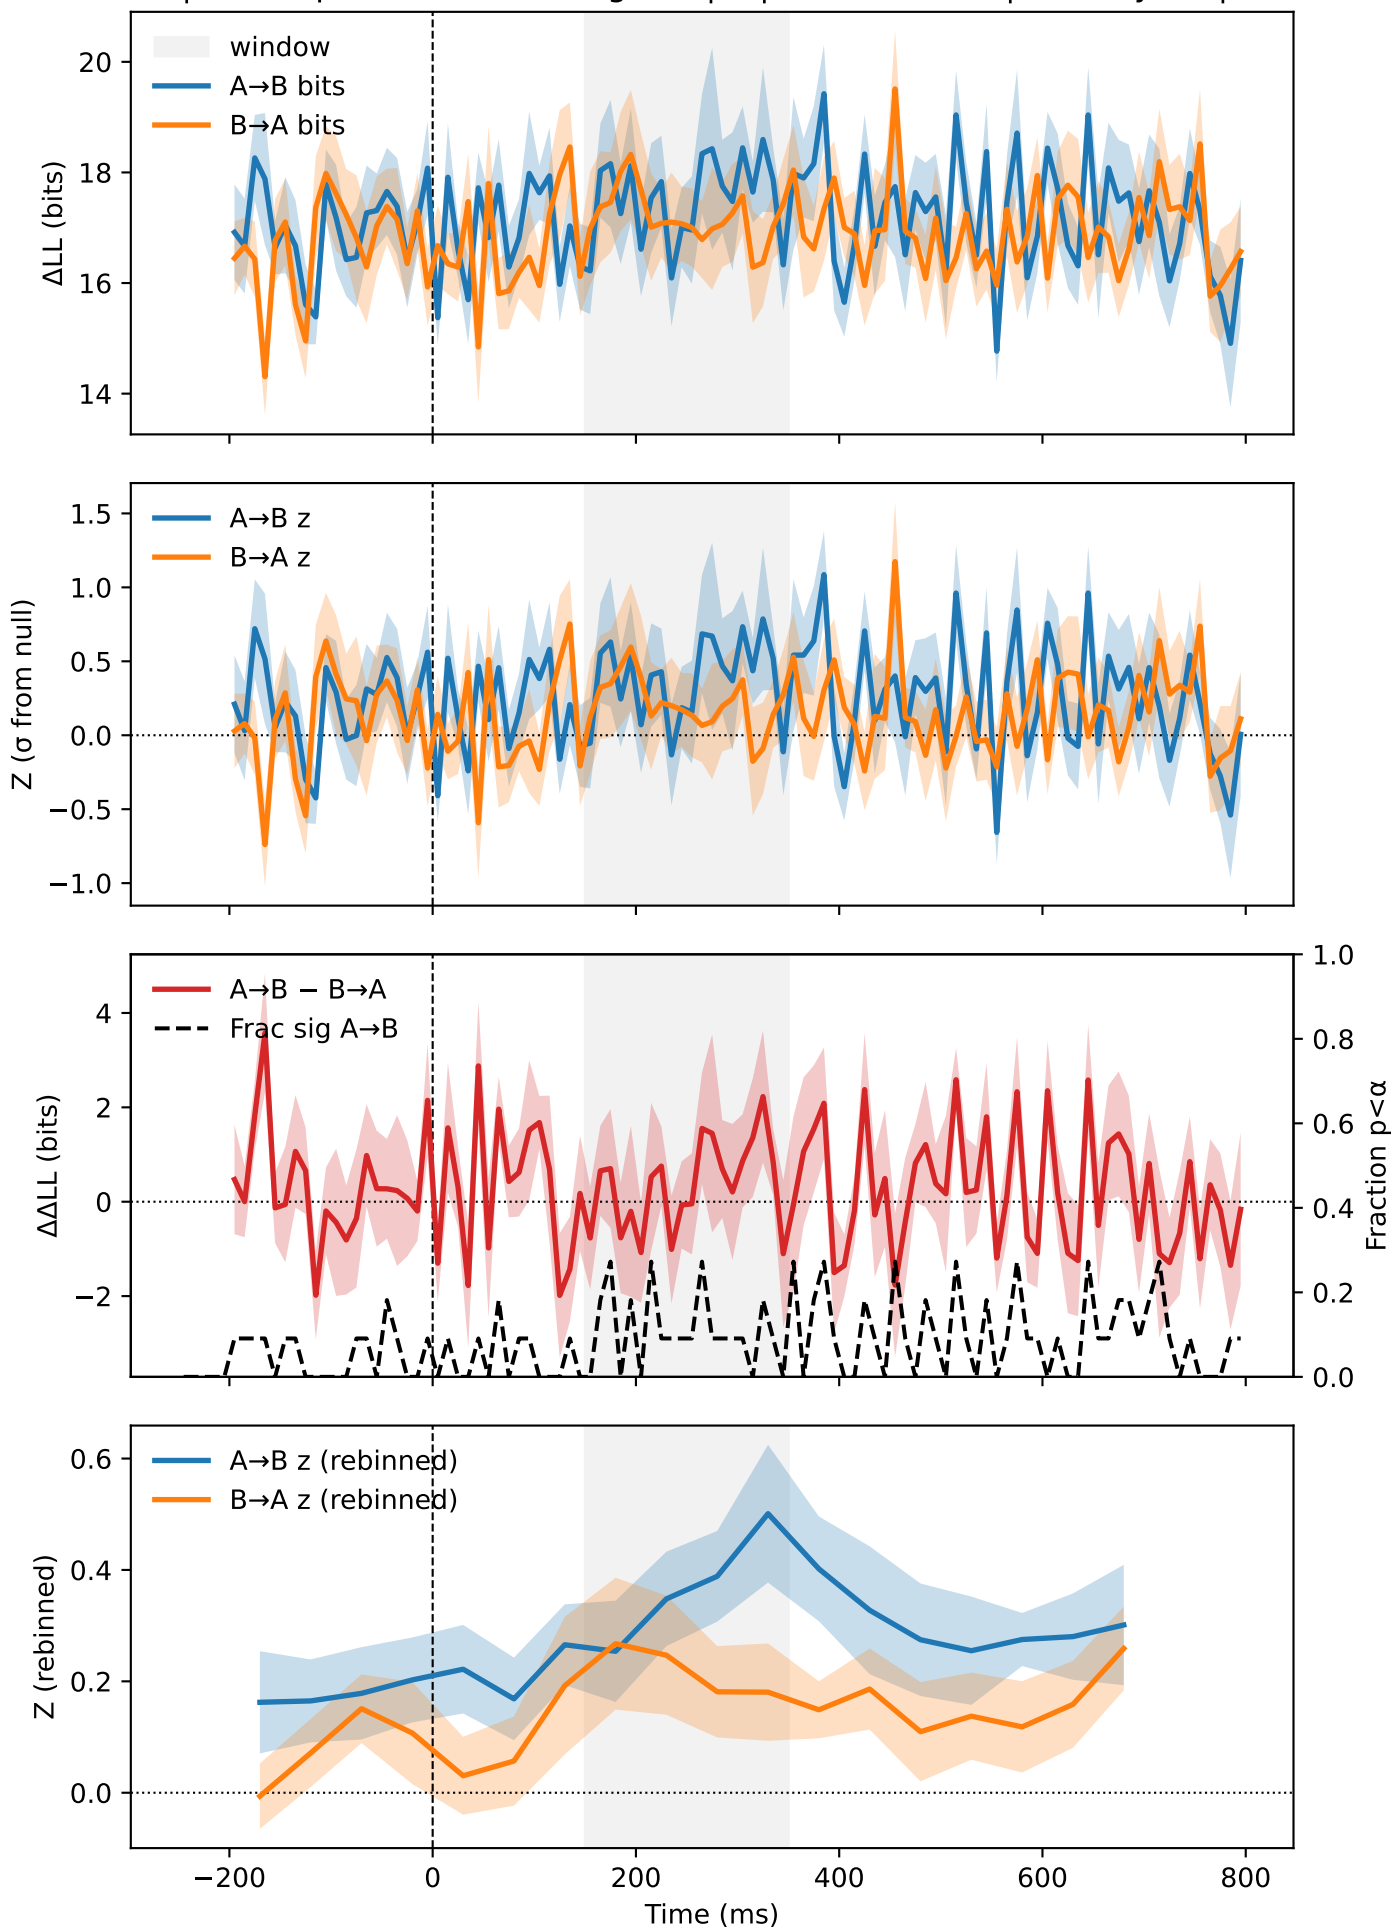 window
A→B bits
B→A bits
ΔLL (bits)
20
18
16
14
A→B z
B→A z
Z (σ from null)
1.5
1.0
0.5
0.0
−0.5
−1.0
A→B − B→A
Frac sig A→B
ΔΔLL (bits)
4
2
0
−2
1.0
0.8
0.6
0.4
0.2
0.0
Fraction p<α
A→B z (rebinned)
B→A z (rebinned)
Z (rebinned)
0.6
0.4
0.2
0.0
−200
0
200
400
600
800
Time (ms)